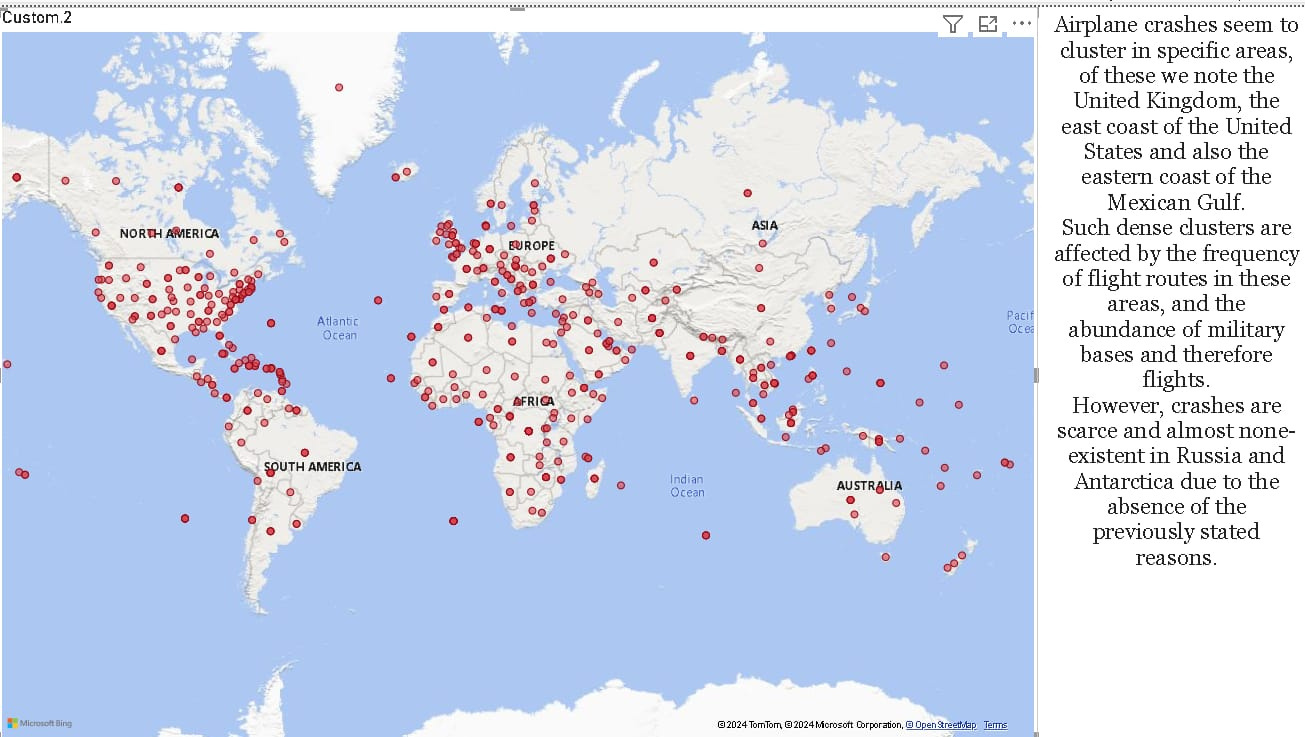 Custom.2
Airplane crashes seem to
cluster in specific areas,
of these we note the
United Kingdom, the
east coast of the United
States and also the
eastern coast of the
Mexican Gulf.
Such dense clusters are
affected by the frequency
of flight routes in these
areas, and the
abundance of military
bases and therefore
flights.
However, crashes are
scarce and almost none-
existent in Russia and
Antarctica due to the
absence of the
previously stated
reasons.
NORTH AMERICA
EUROPE
ASIA
Atlantic
Ocean
Pacif
Ocea
AFRICA
SOUTH AMERICA
Indian
Ocean
AUSTRALIA
Microsoft Bing
©2024 TomTom, ©2024 Microsoft Corporation, © OpenStreetMap Terms